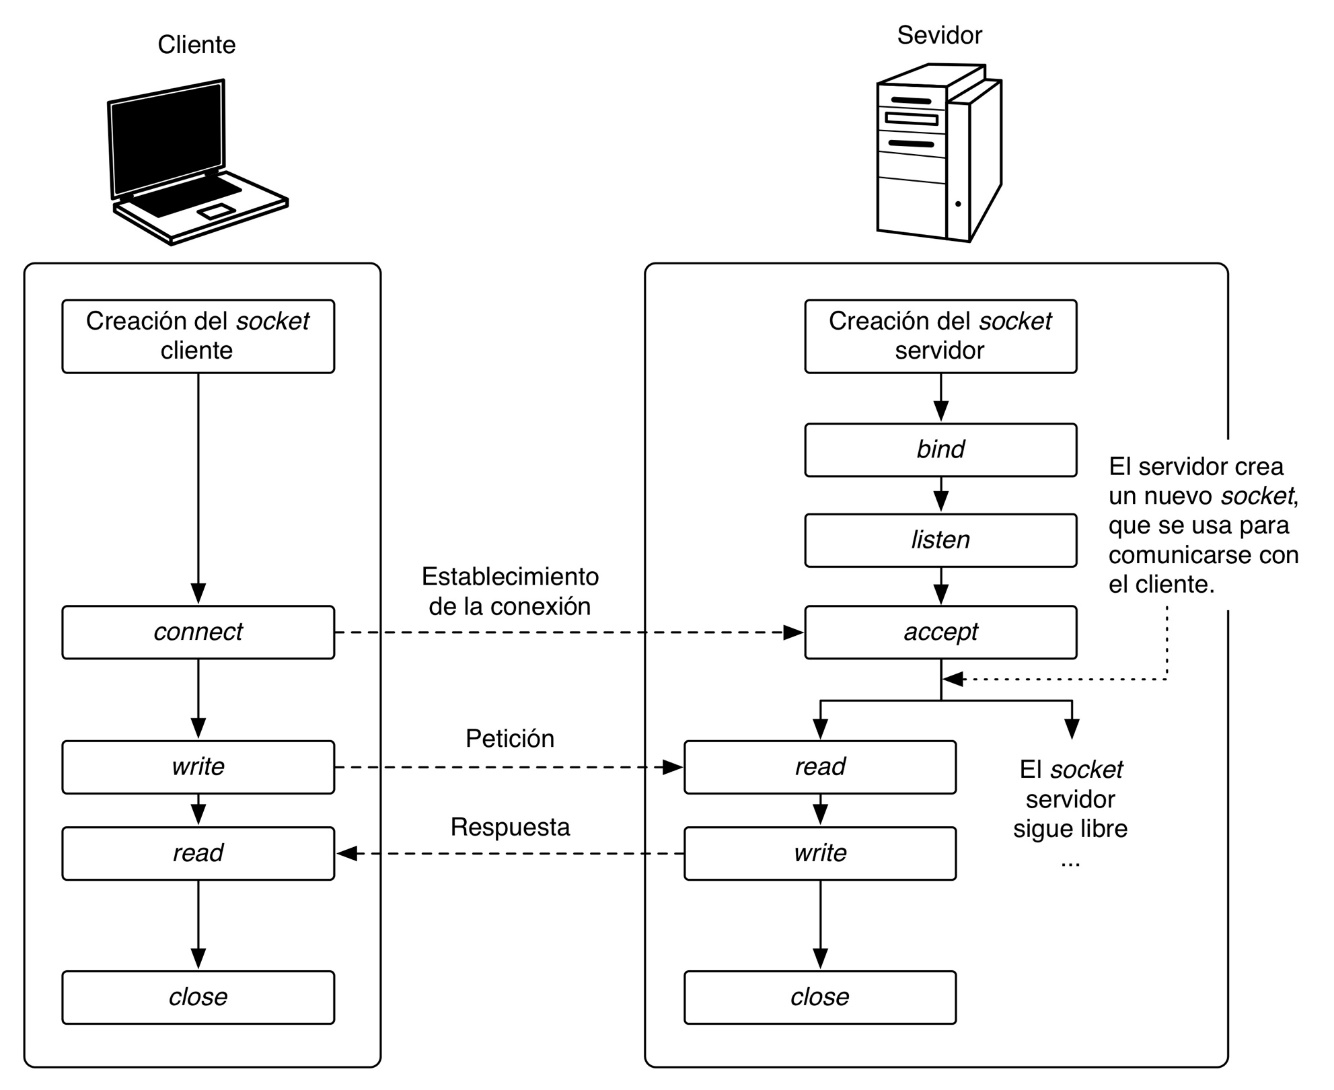 Cliente
Sevidor
Creación del socket
cliente
Creación del socket
servidor
bind
El servidor crea
un nuevo socket,
que se usa para
comunicarse con
el cliente.
listen
Establecimiento
de la conexión
connect
accept
Petición
write
read
El socket
servidor
sigue libre
...
Respuesta
read
write
close
close